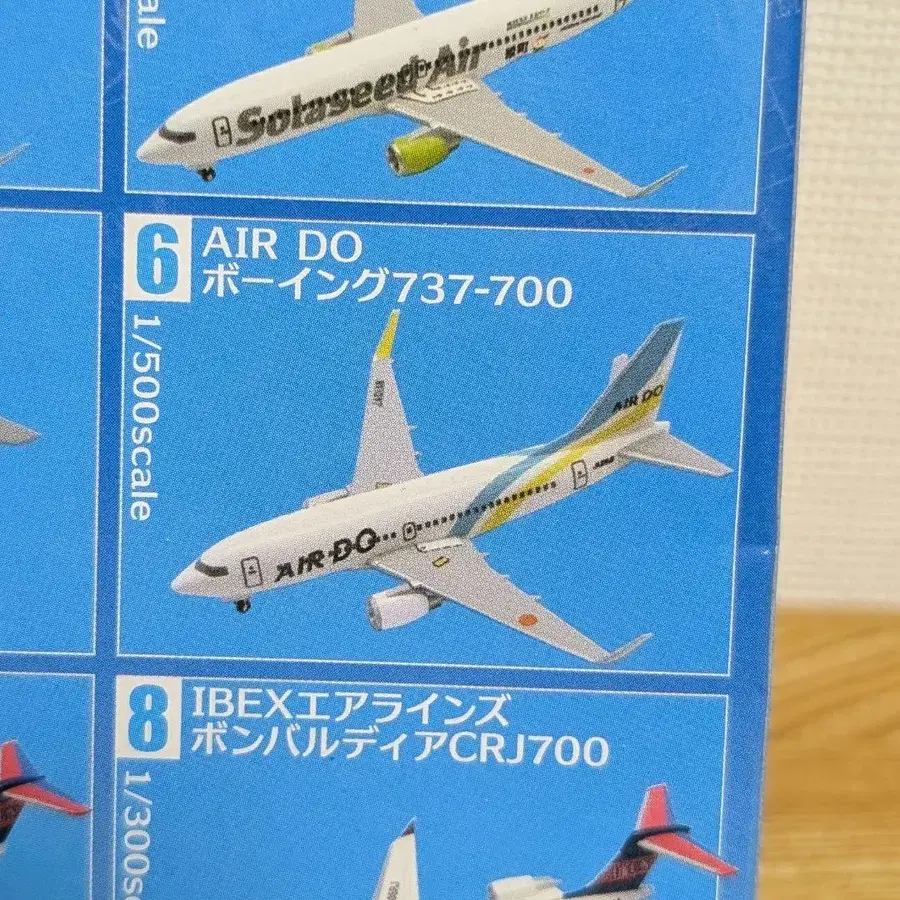 ale
Solaseed Air
6
AIR DO
ボーイング737-700
1/500scale
AIR DO
AIR DO
8
IBEXエアラインズ
ボンバルディアCRJ700
1/300s